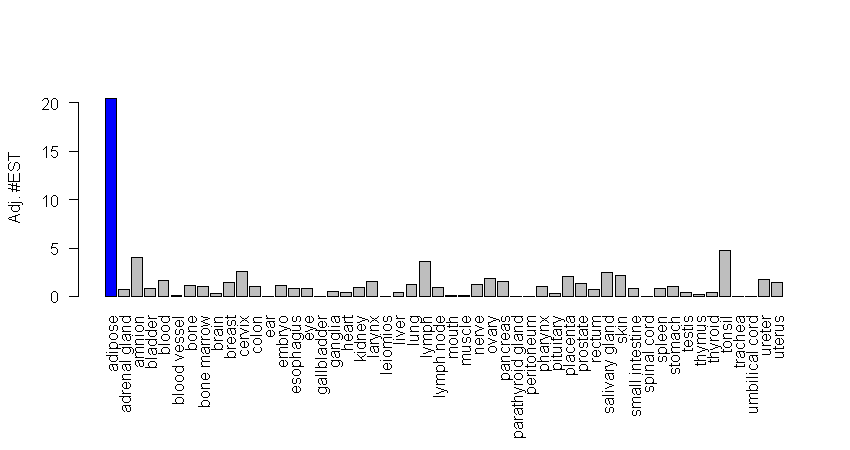 Adj. #EST
20
15
10
5
0
adipose
adrenal gland
amnion
bladder
blood
blood vessel
bone
bone marrow
brain
breast
cervix
colon
ear
embryo
esophagus
eye
gallbladder
ganglia
heart
kidney
larynx
leiomios
liver
lung
lymph
lymph node
mouth
muscle
nerve
ovary
pancreas
parathyroid gland
peritoneum
pharynx
pituitary
placenta
prostate
rectum
salivary gland
skin
small intestine
spinal cord
spleen
stomach
testis
thymus
thyroid
tonsil
trachea
umbilical cord
ureter
uterus